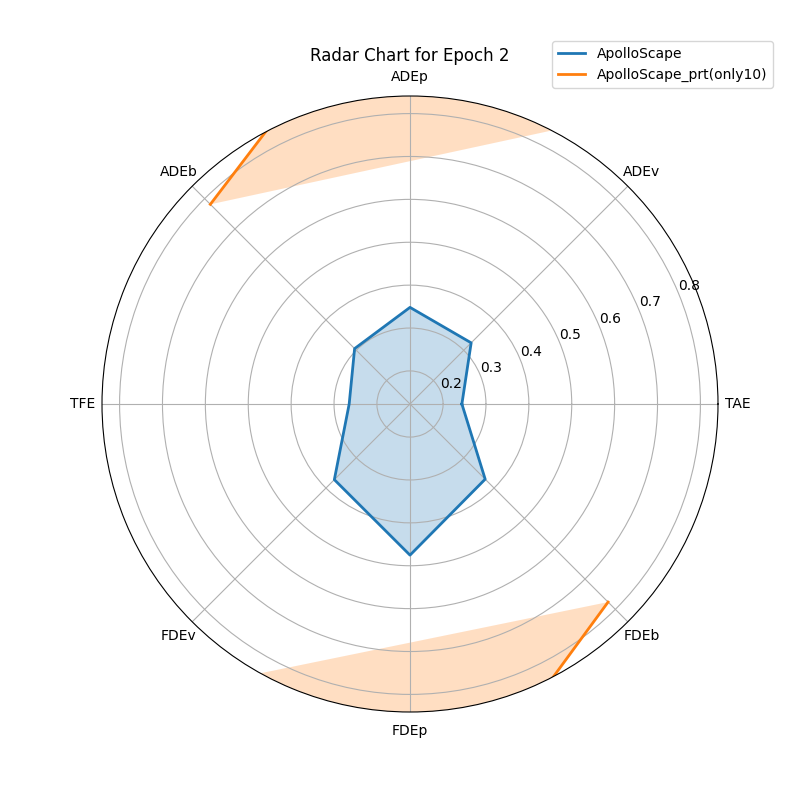 Radar Chart for Epoch 2
ApolloScape
ApolloScape_prt(only10)
ADEp
ADEb
ADEv
0.8
0.7
0.6
0.5
0.4
0.3
0.2
TFE
TAE
FDEv
FDEb
FDEp